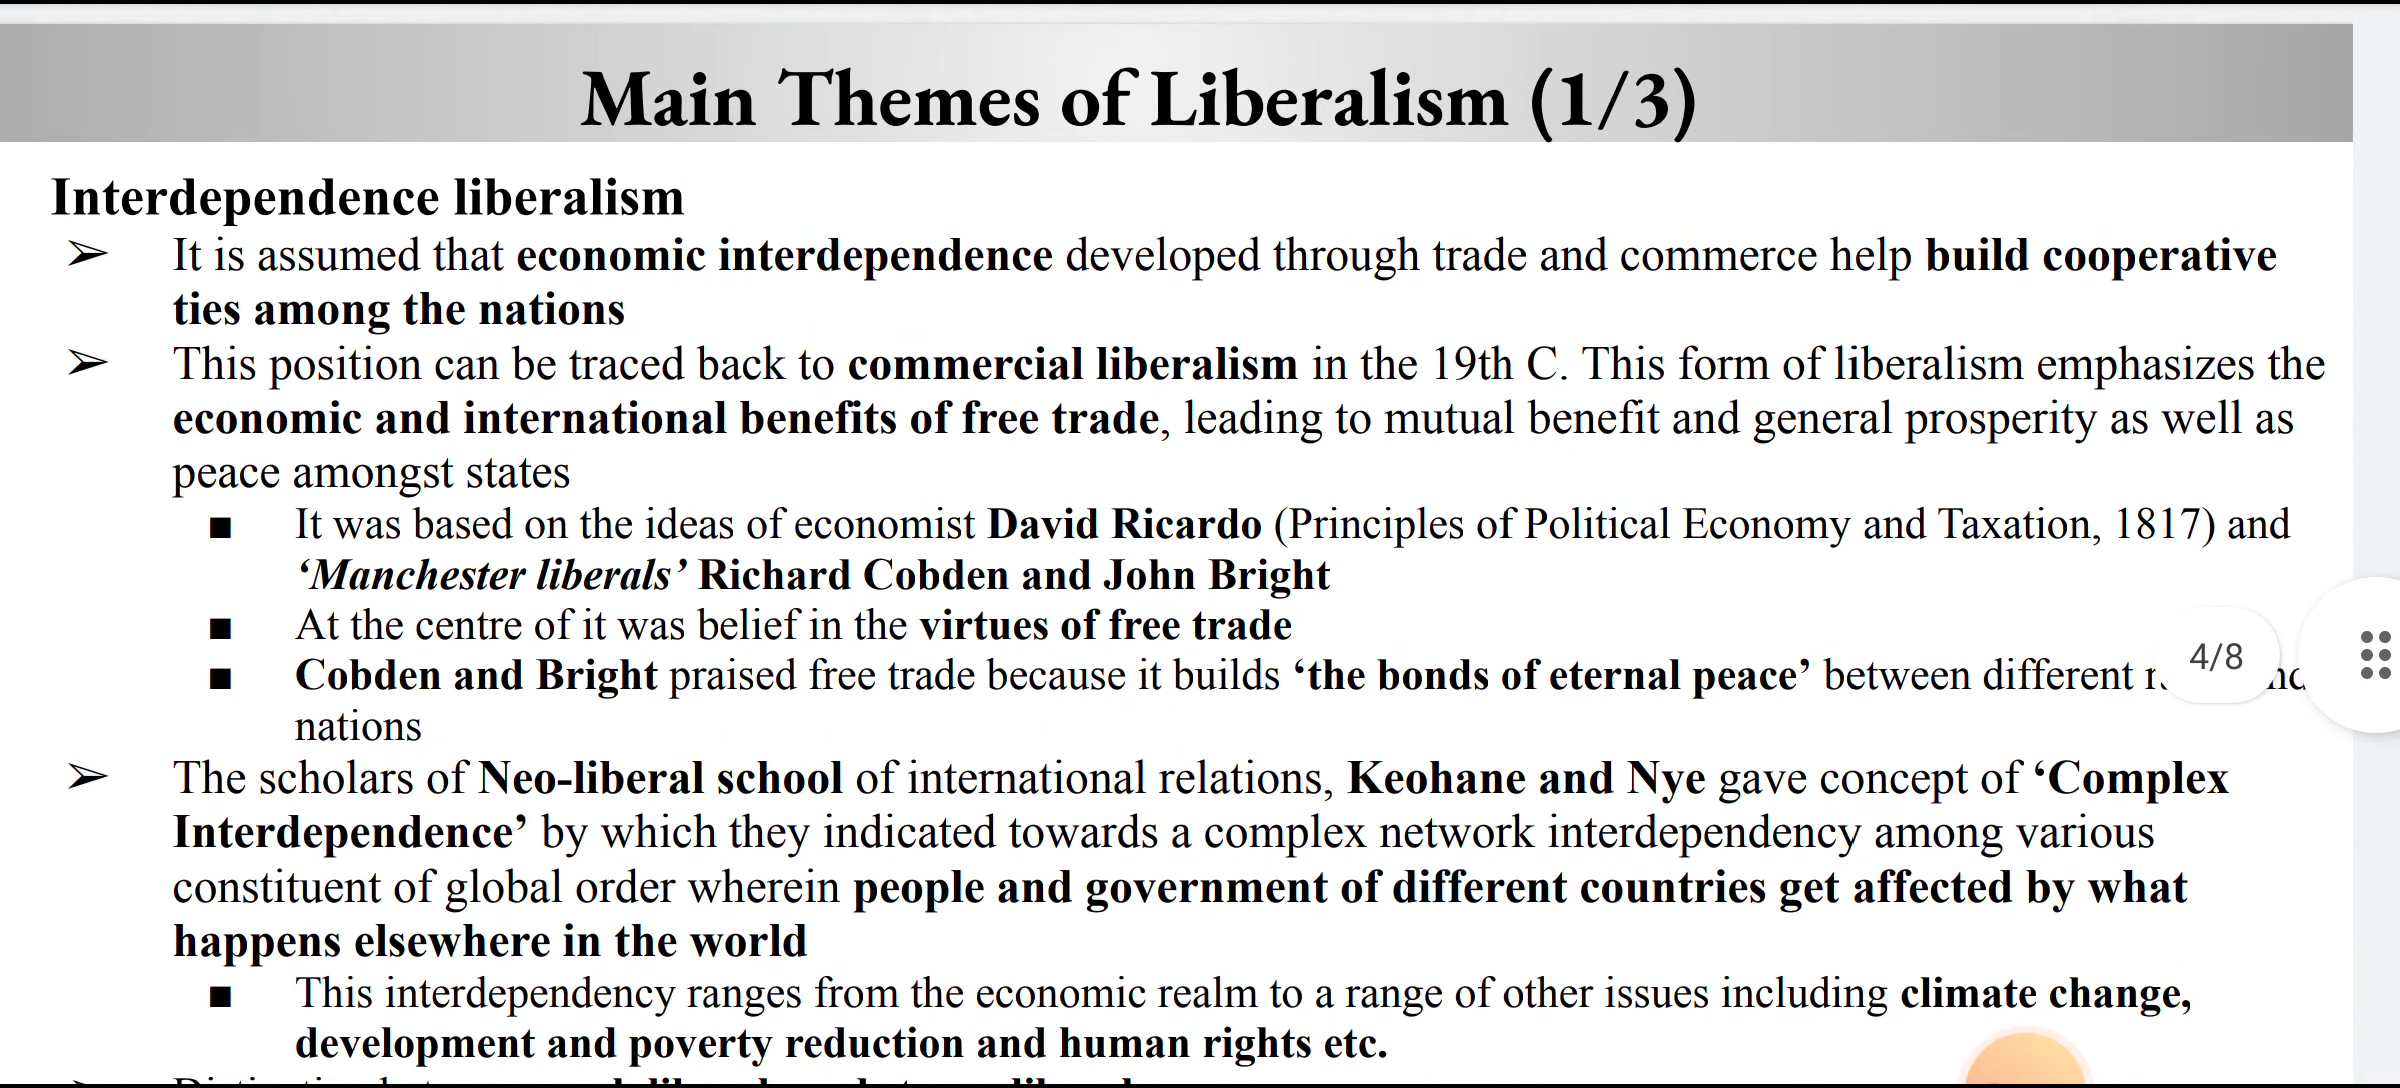 Main Themes of Liberalism (1/3)
Interdependence liberalism
➢ It is assumed that economic interdependence developed through trade and commerce help build cooperative
ties among the nations
➢ This position can be traced back to commercial liberalism in the 19th C. This form of liberalism emphasizes the
economic and international benefits of free trade, leading to mutual benefit and general prosperity as well as
peace amongst states
■ It was based on the ideas of economist David Ricardo (Principles of Political Economy and Taxation, 1817) and
‘Manchester liberals’ Richard Cobden and John Bright
■ At the centre of it was belief in the virtues of free trade
■ Cobden and Bright praised free trade because it builds ‘the bonds of eternal peace’ between different
4/8
nations
➢ The scholars of Neo-liberal school of international relations, Keohane and Nye gave concept of ‘Complex
Interdependence’ by which they indicated towards a complex network interdependency among various
constituent of global order wherein people and government of different countries get affected by what
happens elsewhere in the world
■ This interdependency ranges from the economic realm to a range of other issues including climate change,
development and poverty reduction and human rights etc.